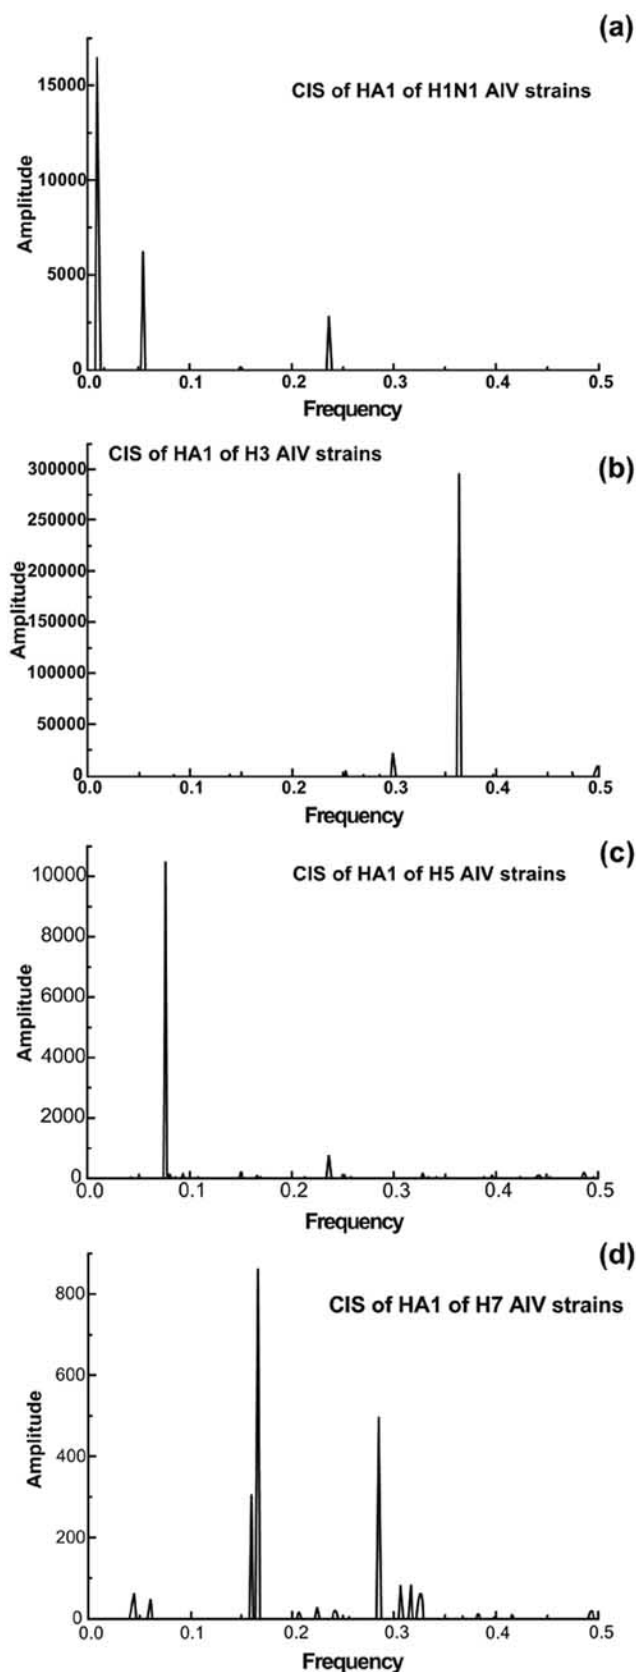 (a)
CIS of HA1 of H1N1 AIV strains
15000
10000
5000
0
Amplitude
0.0 0.1 0.2 0.3 0.4 0.5
Frequency
(b)
CIS of HA1 of H3 AIV strains
300000
250000
200000
150000
100000
50000
0
Amplitude
0.0 0.1 0.2 0.3 0.4 0.5
Frequency
(c)
CIS of HA1 of H5 AIV strains
10000
8000
6000
4000
2000
0
Amplitude
0.0 0.1 0.2 0.3 0.4 0.5
Frequency
(d)
CIS of HA1 of H7 AIV strains
800
600
400
200
0
Amplitude
0.0 0.1 0.2 0.3 0.4 0.5
Frequency